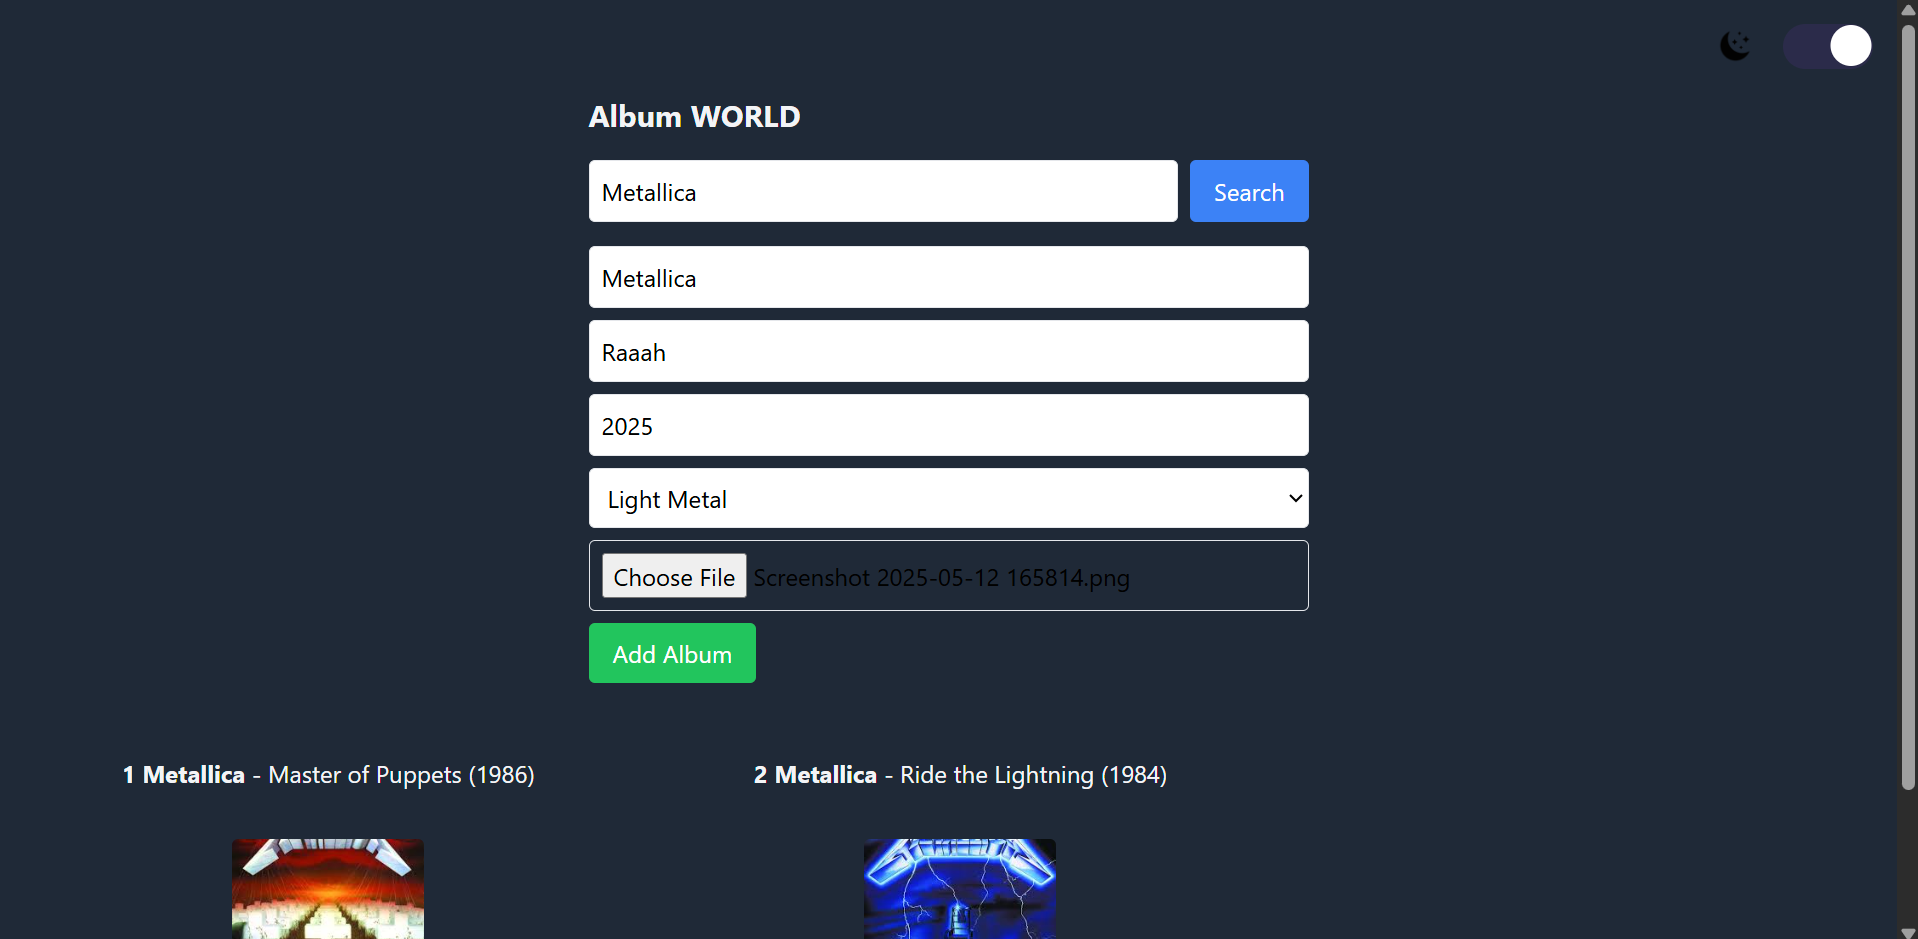 Album WORLD
Metallica
Search
Metallica
Raaah
2025
Light Metal
Choose File Screenshot 2025-05-12 165814.png
Add Album
1 Metallica - Master of Puppets (1986)
2 Metallica - Ride the Lightning (1984)